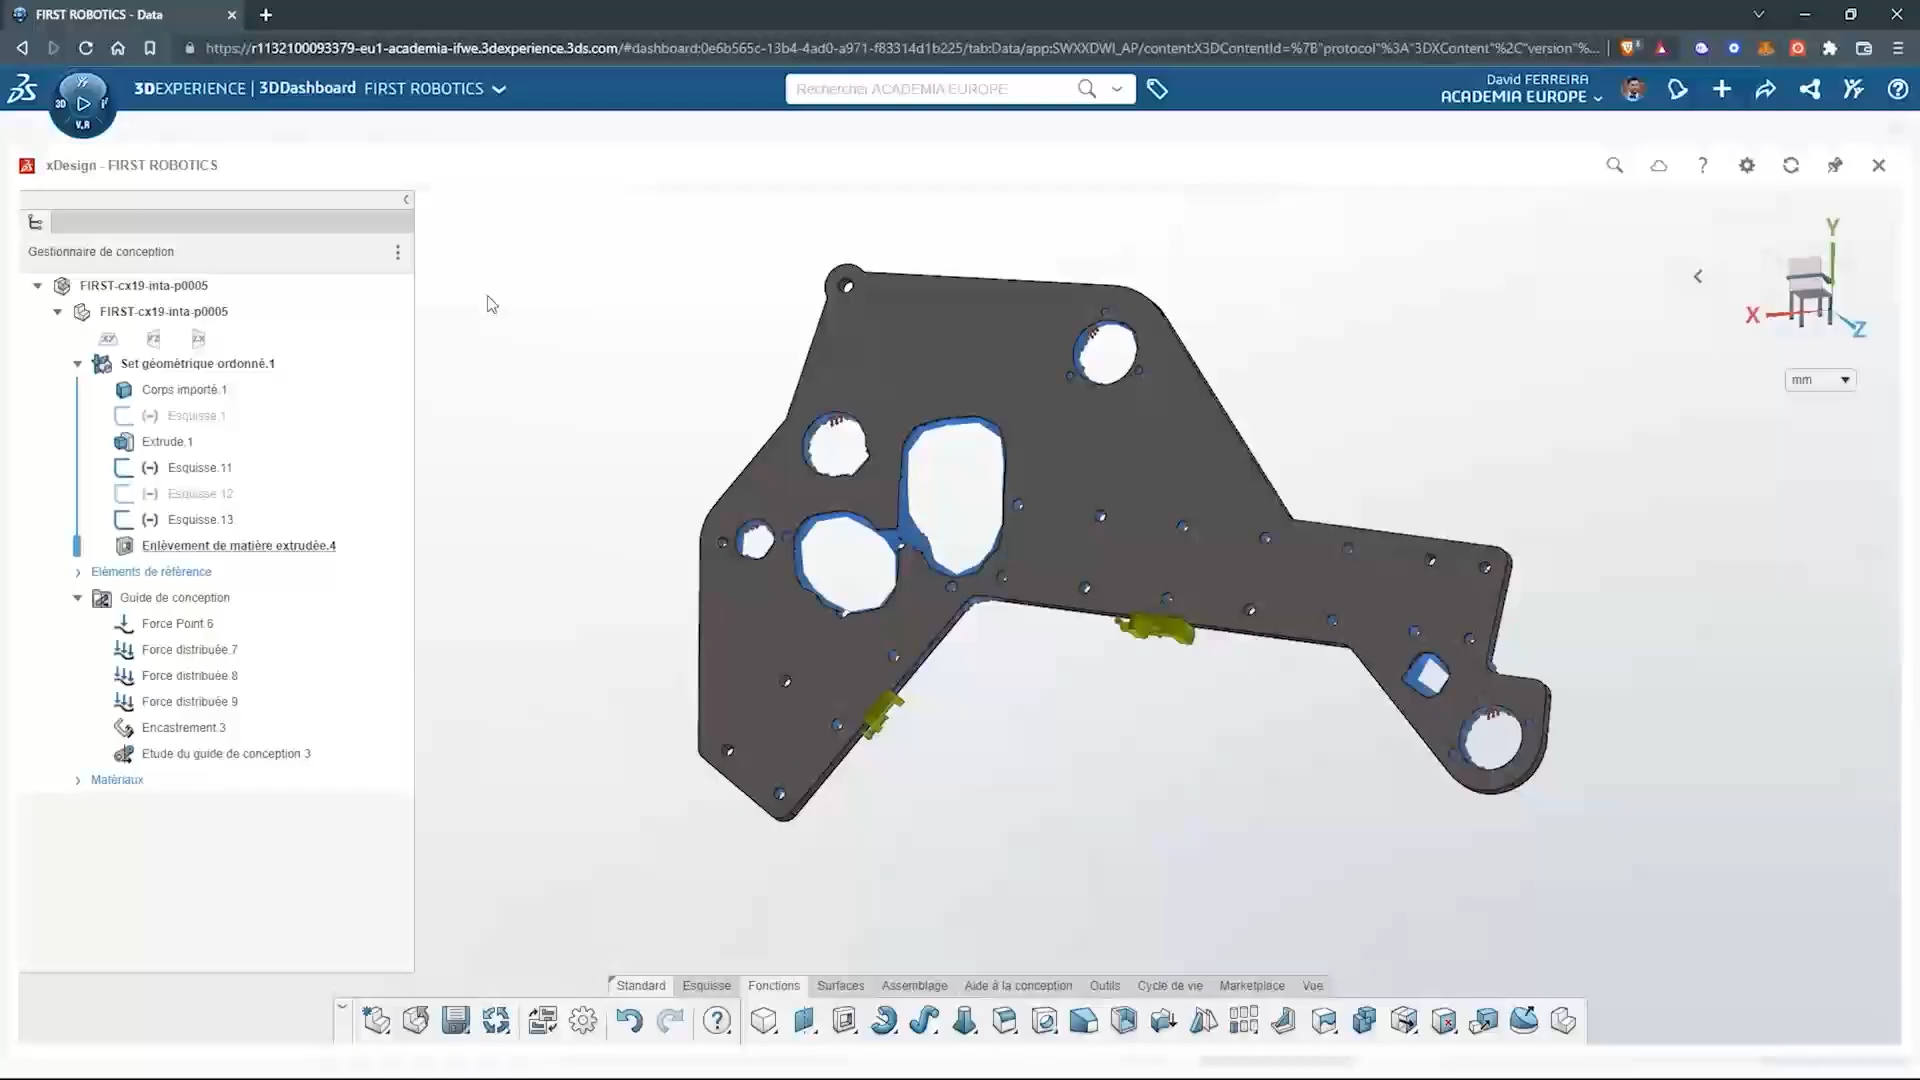 FIRST ROBOTICS - Data
https://r1132100093379-eu1-academia-ifwe.3dexperience.3ds.com/#dashboard:0e6b565c-13b4-4ad0-a971-f83314d1b225/tab:Data/app:SWXXDWI_AP/content:X3DContentId=%7B"protocol"%3A"3DXContent"%2C"version"%...
3DEXPERIENCE | 3DDashboard FIRST ROBOTICS
Rechercher ACADEMIA EUROPE
David FERREIRA
ACADEMIA EUROPE
3D
V.R
xDesign - FIRST ROBOTICS
Gestionnaire de conception
FIRST-cx19-inta-p0005
FIRST-cx19-inta-p0005
XY YZ ZX
Set géométrique ordonné.1
Corps importé.1
(-) Esquisse.1
Extrude.1
(-) Esquisse.11
(-) Esquisse.12
(-) Esquisse.13
Enlèvement de matière extrudée.4
Eléments de référence
Guide de conception
Force Point 6
Force distribuée.7
Force distribuée 8
Force distribuée 9
Encastrement.3
Etude du guide de conception 3
Matériaux
Y
X
Z
mm
Standard Esquisse Fonctions Surfaces Assemblage Aide à la conception Outils Cycle de vie Marketplace Vue